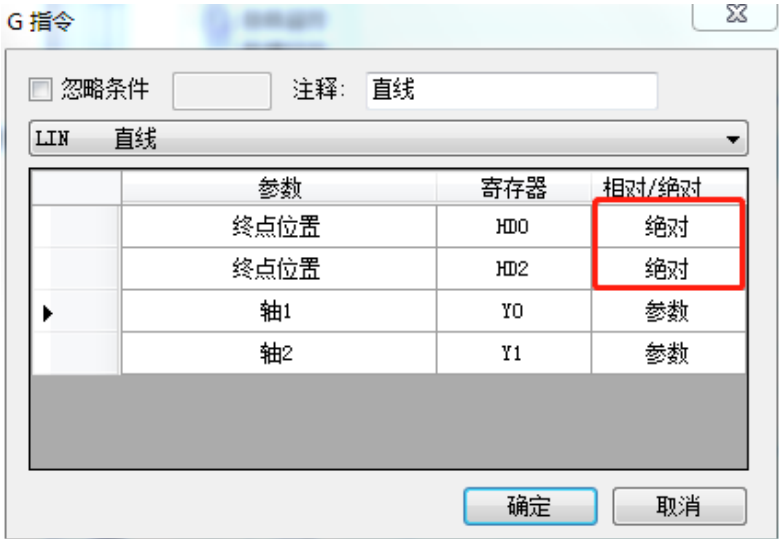 G 指令
忽略条件 注释: 直线
LIN 直线
参数 寄存器 相对/绝对
终点位置 HD0 绝对
终点位置 HD2 绝对
轴1 Y0 参数
轴2 Y1 参数
确定 取消